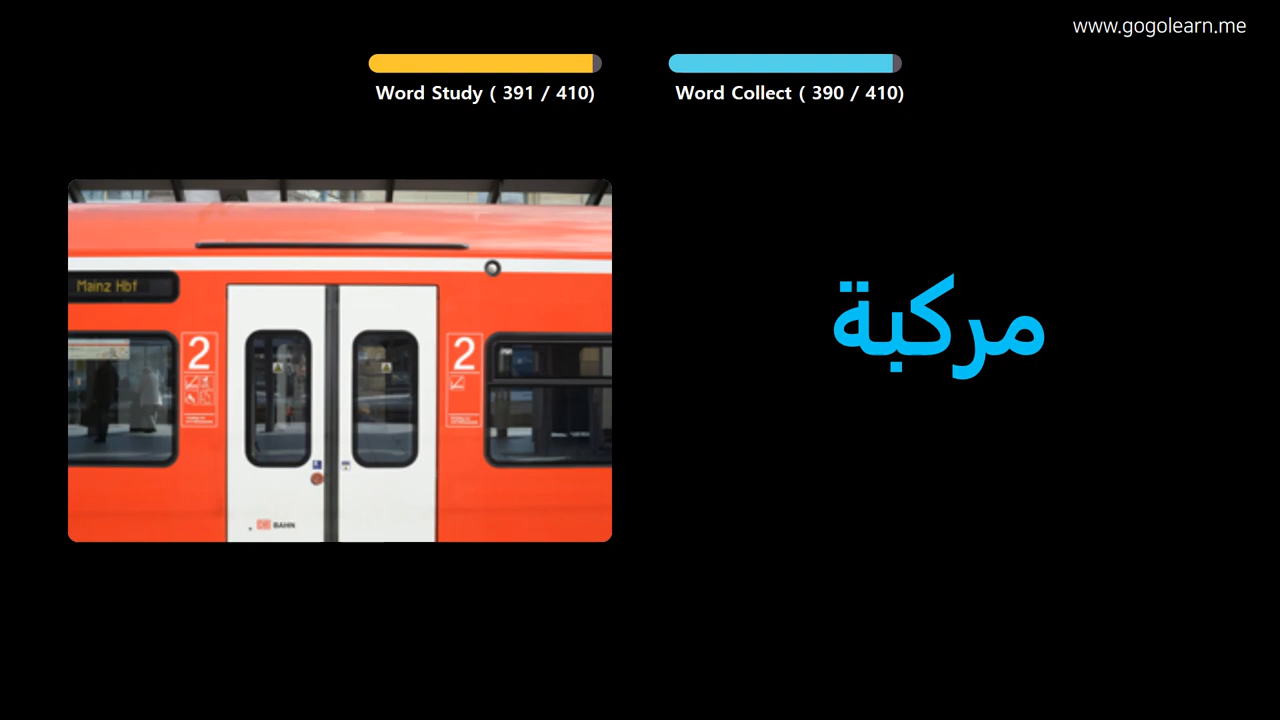 www.gogolearn.me
Word Study ( 391 / 410)
Word Collect ( 390 / 410)
Mainz Hbf
مركبة
2
2
DB BAHN